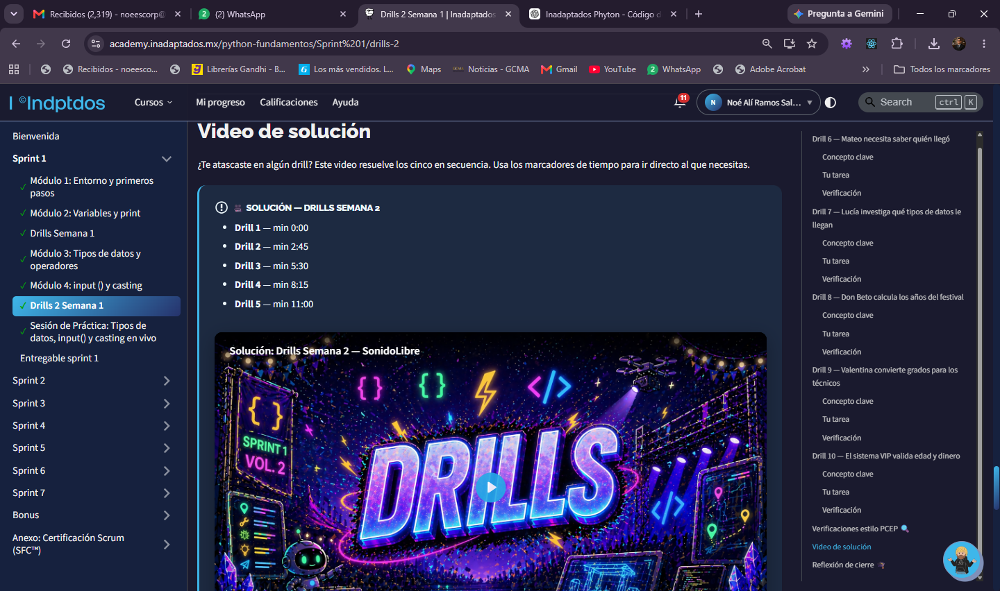 Recibidos (2,319) - noeescorp@
2
(2) WhatsApp
Drills 2 Semana 1 | Inadaptados
Inadaptados Phyton - Código d
Pregunta a Gemini
academy.inadaptados.mx/python-fundamentos/Sprint%201/drills-2
Recibidos - noeesco...
Librerías Gandhi - B...
Los más vendidos. L...
Maps
Noticias - GCMA
Gmail
YouTube
2
WhatsApp
Adobe Acrobat
Todos los marcadores
I ©Indptdos
Cursos
Mi progreso
Calificaciones
Ayuda
11
N
Noé Alí Ramos Sal...
Search
ctrl
K
Bienvenida
Sprint 1
Módulo 1: Entorno y primeros
pasos
Módulo 2: Variables y print
Drills Semana 1
Módulo 3: Tipos de datos y
operadores
Módulo 4: input () y casting
Drills 2 Semana 1
Sesión de Práctica: Tipos de
datos, input() y casting en vivo
Entregable sprint 1
Sprint 2
Sprint 3
Sprint 4
Sprint 5
Sprint 6
Sprint 7
Bonus
Anexo: Certificación Scrum
(SFC™)
Video de solución
¿Te atascaste en algún drill? Este video resuelve los cinco en secuencia. Usa los marcadores de tiempo para ir directo al que necesitas.
SOLUCIÓN — DRILLS SEMANA 2
Drill 1 — min 0:00
Drill 2 — min 2:45
Drill 3 — min 5:30
Drill 4 — min 8:15
Drill 5 — min 11:00
Solución: Drills Semana 2 — SonidoLibre
{ }
{ }
</>
{ }
SPRINT 1
VOL. 2
DRILLS
</>
Drill 6 — Mateo necesita saber quién llegó
Concepto clave
Tu tarea
Verificación
Drill 7 — Lucía investiga qué tipos de datos le
llegan
Concepto clave
Tu tarea
Verificación
Drill 8 — Don Beto calcula los años del festival
Concepto clave
Tu tarea
Verificación
Drill 9 — Valentina convierte grados para los
técnicos
Concepto clave
Tu tarea
Verificación
Drill 10 — El sistema VIP valida edad y dinero
Concepto clave
Tu tarea
Verificación
Verificaciones estilo PCEP
Video de solución
Reflexión de cierre